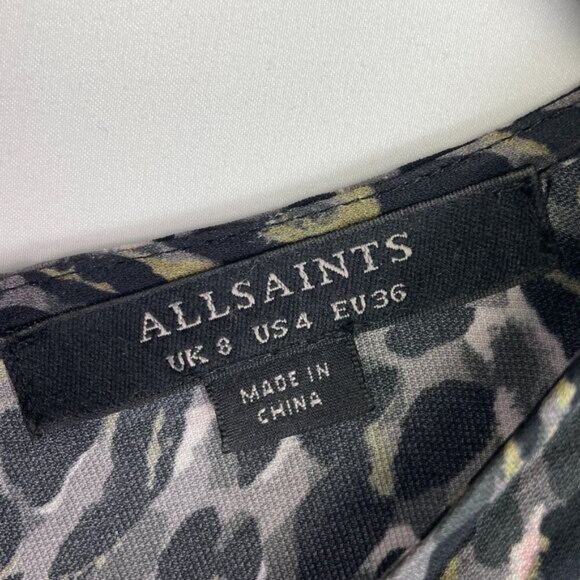 ALLSAINTS
UK 8 US4 EU36
MADE IN
CHINA